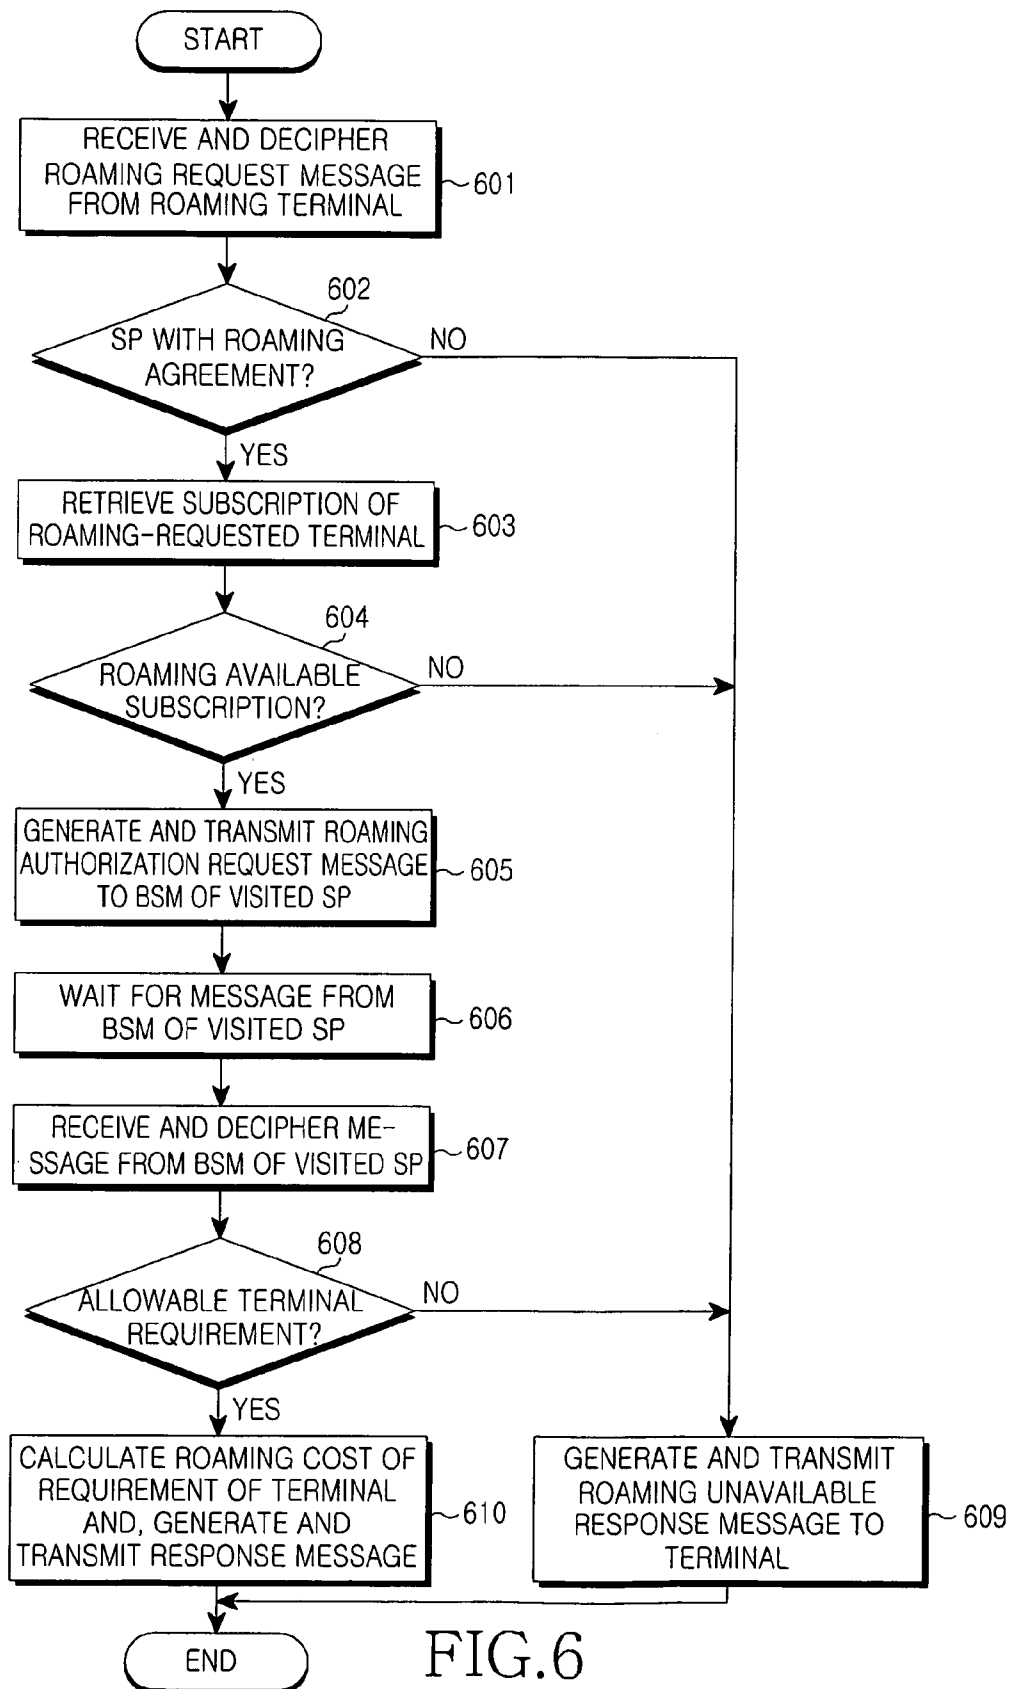 START
RECEIVE AND DECIPHER
ROAMING REQUEST MESSAGE
FROM ROAMING TERMINAL
601
602
SP WITH ROAMING
AGREEMENT?
NO
YES
RETRIEVE SUBSCRIPTION OF
ROAMING-REQUESTED TERMINAL
603
604
ROAMING AVAILABLE
SUBSCRIPTION?
NO
YES
GENERATE AND TRANSMIT ROAMING
AUTHORIZATION REQUEST MESSAGE
TO BSM OF VISITED SP
605
WAIT FOR MESSAGE FROM
BSM OF VISITED SP
606
RECEIVE AND DECIPHER ME-
SSAGE FROM BSM OF VISITED SP
607
608
ALLOWABLE TERMINAL
REQUIREMENT?
NO
YES
CALCULATE ROAMING COST OF
REQUIREMENT OF TERMINAL
AND, GENERATE AND
TRANSMIT RESPONSE MESSAGE
610
GENERATE AND TRANSMIT
ROAMING UNAVAILABLE
RESPONSE MESSAGE TO
TERMINAL
609
END
FIG.6